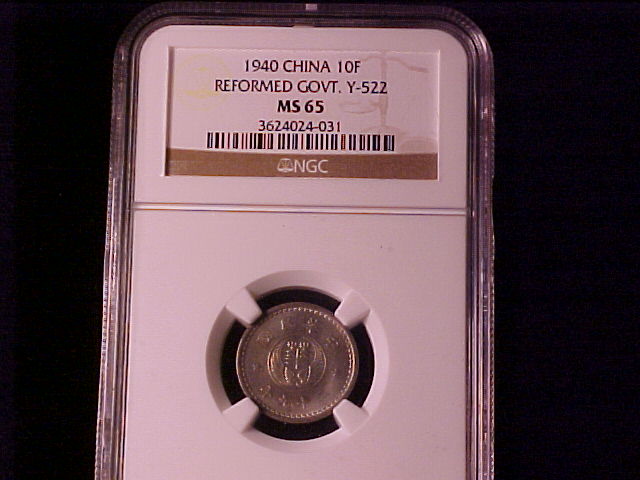 1940 CHINA 10F
REFORMED GOVT. Y-522
MS 65
3624024-031
NGC